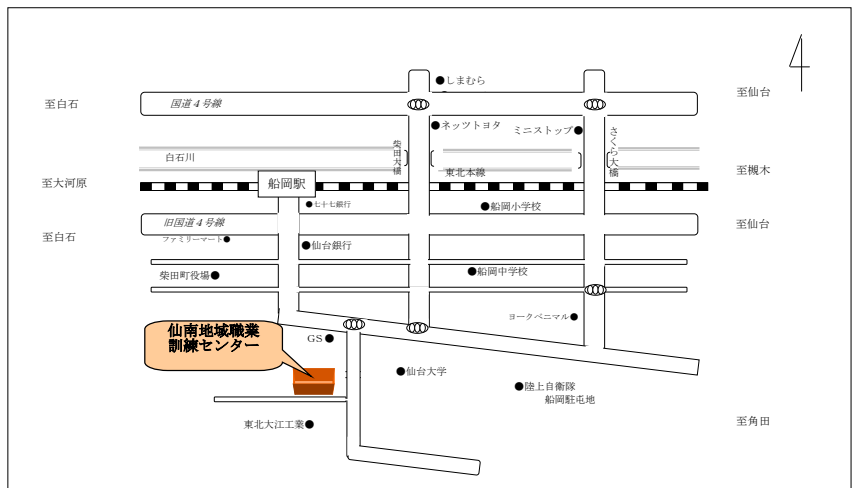 しまむら
至仙台
至白石
国道4号線
ネッツトヨタ
ミニストップ
柴田大橋
さくら大橋
白石川
東北本線
至槻木
至大河原
船岡駅
七十七銀行
船岡小学校
旧国道4号線
至仙台
至白石
ファミリーマート
仙台銀行
柴田町役場
船岡中学校
ヨークベニマル
仙南地域職業
訓練センター
GS
仙台大学
陸上自衛隊
船岡駐屯地
東北大江工業
至角田